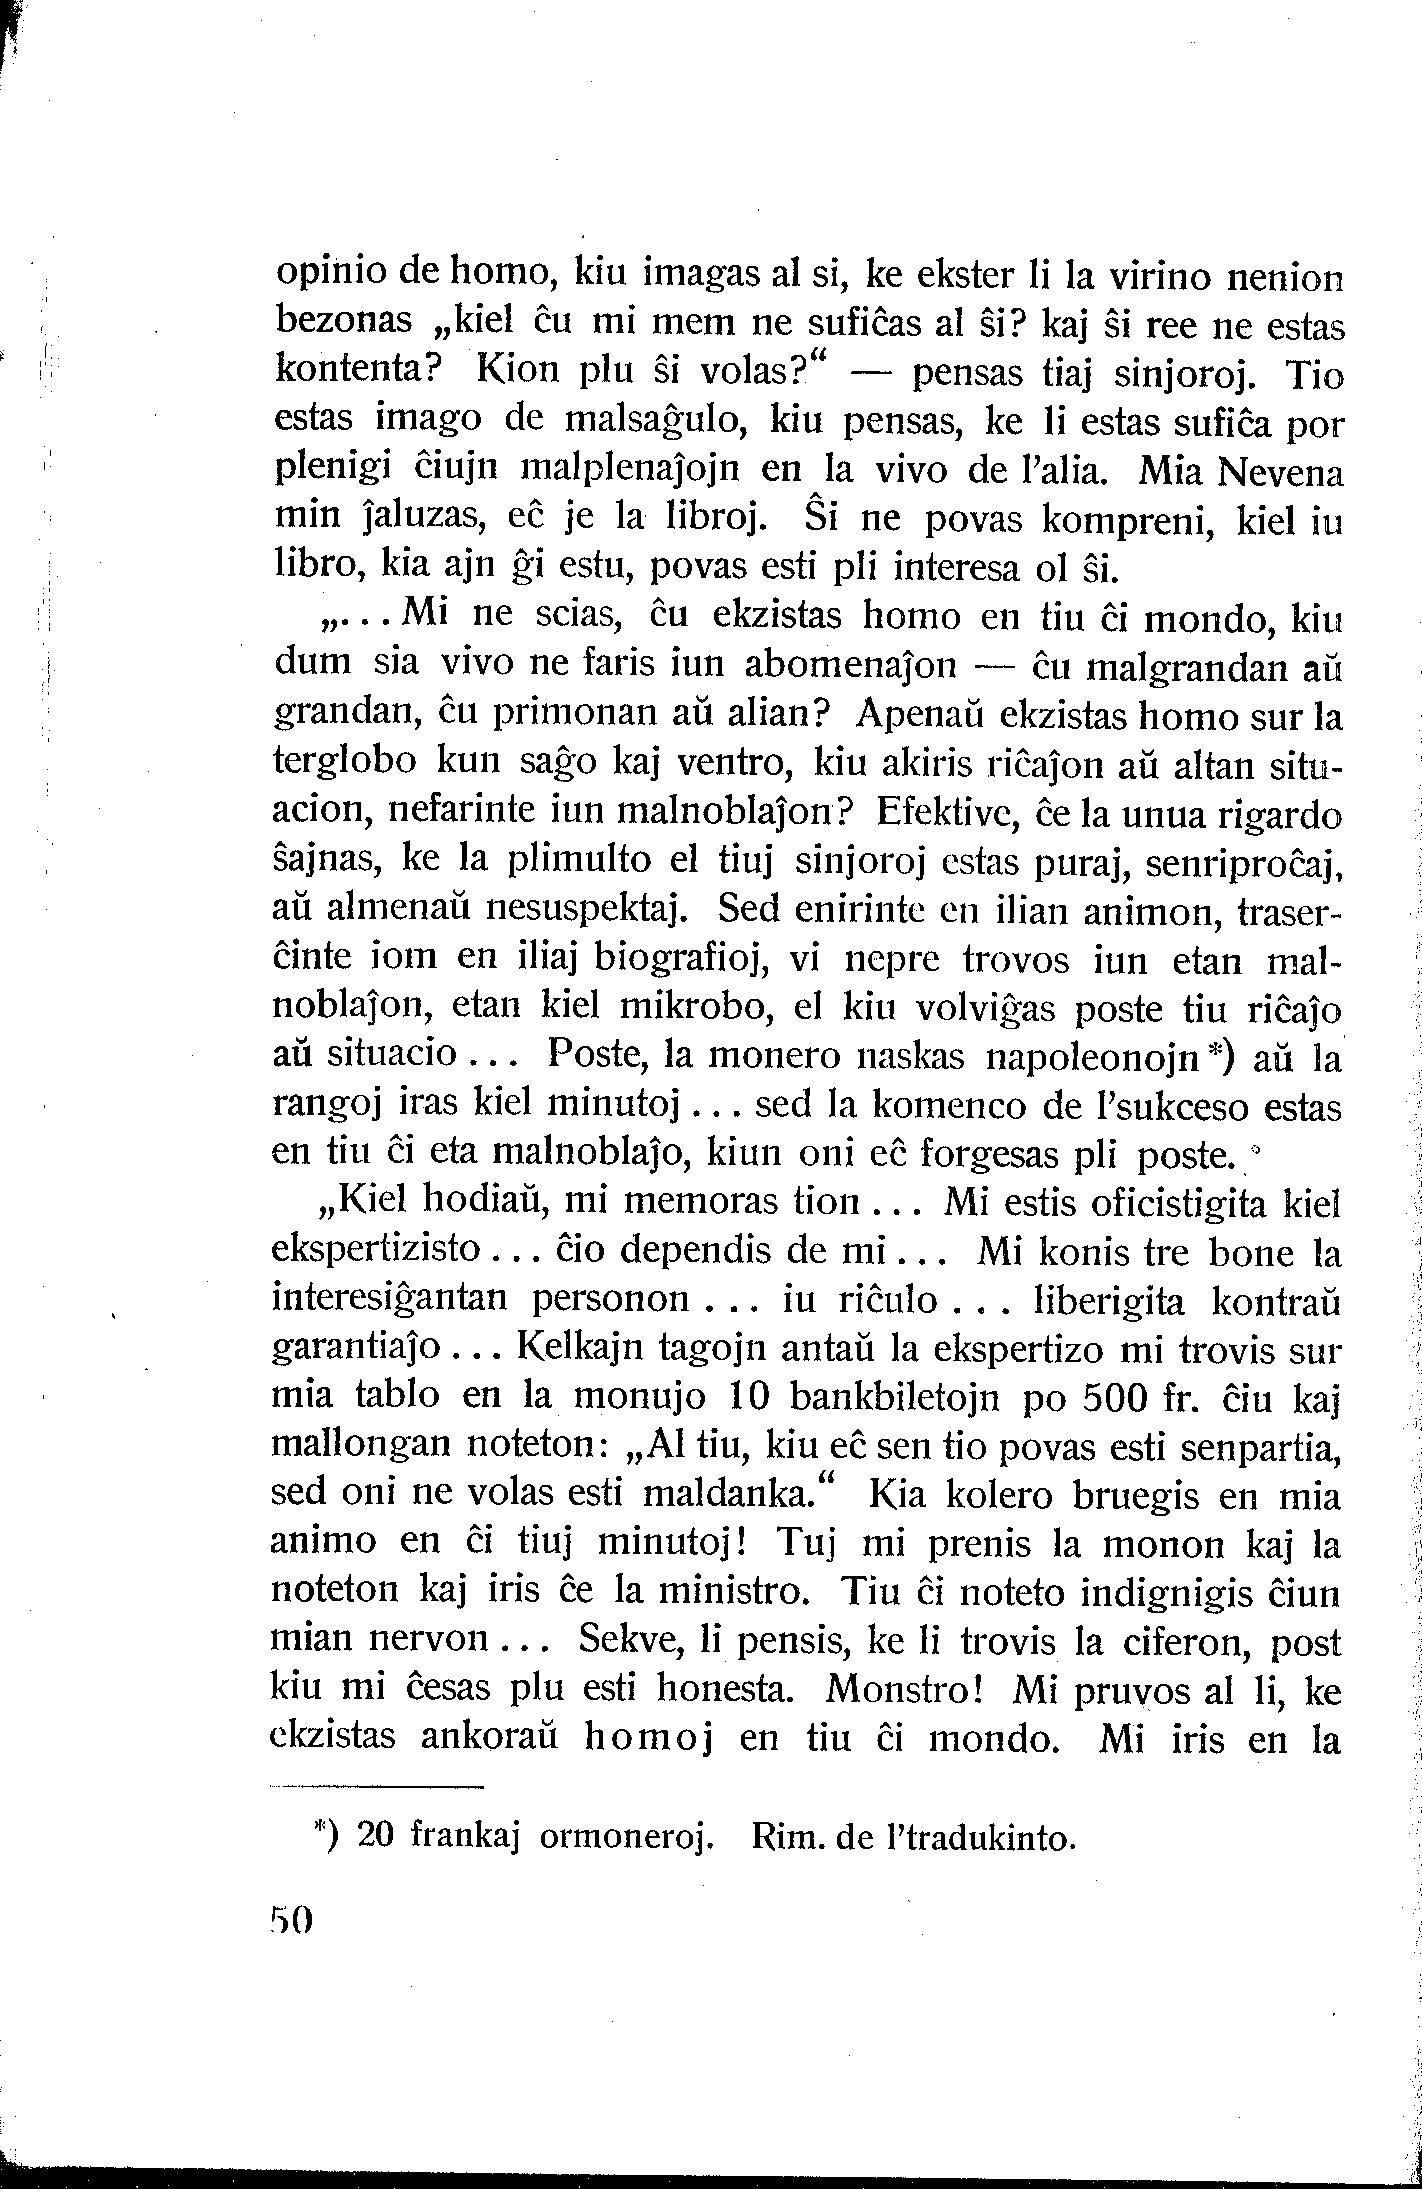 opinio de homo, kiu imagas al si, ke ekster li la virino nenion
bezonas „kiel ĉu mi mem ne sufiĉas al ŝi? kaj ŝi ree ne estas
kontenta? Kion plu ŝi volas?“ — pensas tiaj sinjoroj. Tio
estas imago de malsaĝulo, kiu pensas, ke li estas sufiĉa por
plenigi ĉiujn malplenaĵojn en la vivo de l'alia. Mia Nevena
min ĵaluzas, eĉ je la libroj. Ŝi ne povas kompreni, kiel iu
libro, kia ajn ĝi estu, povas esti pli interesa ol ŝi.
„... Mi ne scias, ĉu ekzistas homo en tiu ĉi mondo, kiu
dum sia vivo ne faris iun abomenaĵon — ĉu malgrandan aŭ
grandan, ĉu primonan aŭ alian? Apenaŭ ekzistas homo sur la
terglobo kun saĝo kaj ventro, kiu akiris riĉaĵon aŭ altan situ-
acion, nefarinte iun malnoblaĵon? Efektive, ĉe la unua rigardo
ŝajnas, ke la plimulto el tiuj sinjoroj estas puraj, senriproĉaj,
aŭ almenaŭ nesuspektaj. Sed enirinte en ilian animon, traser-
ĉinte iom en iliaj biografioj, vi nepre trovos iun etan mal-
noblaĵon, etan kiel mikrobo, el kiu volviĝas poste tiu riĉaĵo
aŭ situacio ... Poste, la monero naskas napoleonojn *) aŭ la
rangoj iras kiel minutoj ... sed la komenco de l'sukceso estas
en tiu ĉi eta malnoblaĵo, kiun oni eĉ forgesas pli poste.
„Kiel hodiaŭ, mi memoras tion ... Mi estis oficistigita kiel
ekspertizisto ... ĉio dependis de mi ... Mi konis tre bone la
interesiĝantan personon ... iu riĉulo ... liberigita kontraŭ
garantiaĵo ... Kelkajn tagojn antaŭ la ekspertizo mi trovis sur
mia tablo en la monujo 10 bankbiletojn po 500 fr. ĉiu kaj
mallongan noteton: „Al tiu, kiu eĉ sen tio povas esti senpartia,
sed oni ne volas esti maldanka.“ Kia kolero bruegis en mia
animo en ĉi tiuj minutoj! Tuj mi prenis la monon kaj la
noteton kaj iris ĉe la ministro. Tiu ĉi noteto indignigis ĉiun
mian nervon ... Sekve, li pensis, ke li trovis la ciferon, post
kiu mi ĉesas plu esti honesta. Monstro! Mi pruvos al li, ke
ekzistas ankoraŭ homoj en tiu ĉi mondo. Mi iris en la
*) 20 frankaj ormoneroj. Rim. de l'tradukinto.
50